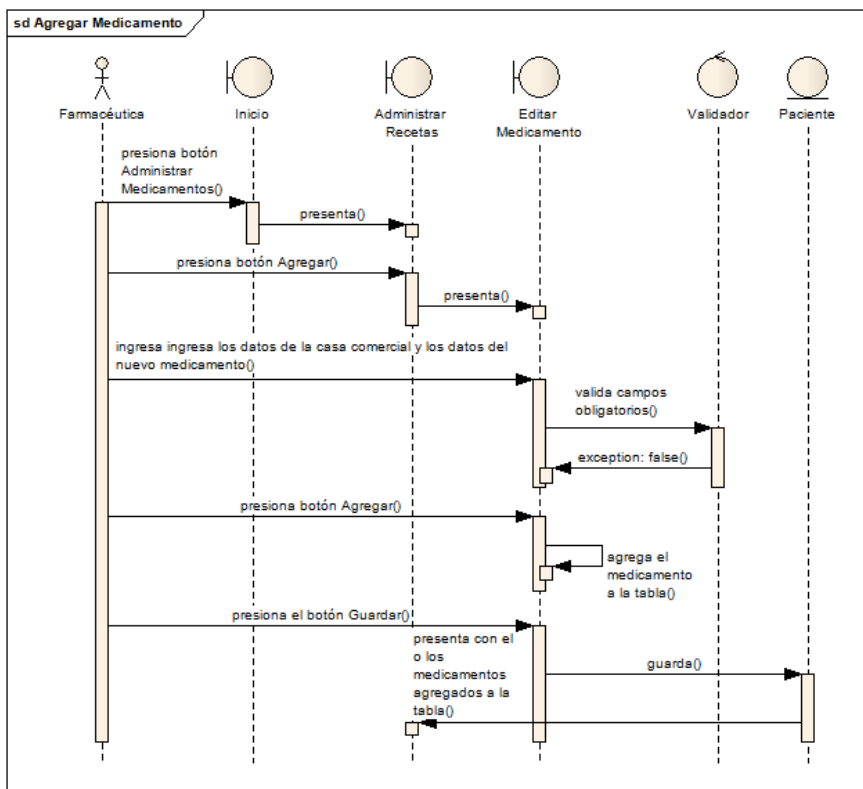 sd Agregar Medicamento
Farmacéutica
Inicio
Administrar
Recetas
Editar
Medicamento
Validador
Paciente
presiona botón
Administrar
Medicamentos()
presenta()
presiona botón Agregar()
presenta()
ingresa ingresa los datos de la casa comercial y los datos del
nuevo medicamento()
valida campos
obligatorios()
exception: false()
presiona botón Agregar()
agrega el
medicamento
a la tabla()
presiona el botón Guardar()
presenta con el
o los
medicamentos
agregados a la
tabla()
guarda()